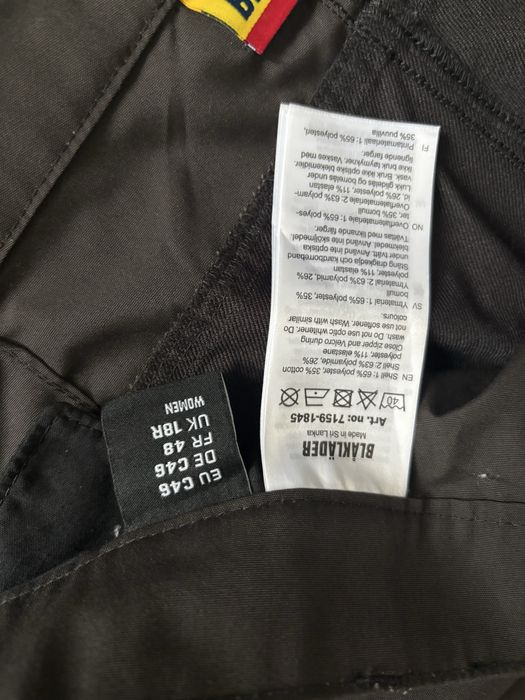 BLÅKLÄDER
Made in Sri Lanka
Art. no: 7159-1845
40
EN Shell 1: 65% polyester, 35% cotton
Shell 2: 63% polyamid, 26%
polyester, 11% elastane
Close zipper and Velcro during
wash. Do not use optic whitener. Do
not use softener. Wash with similar
colours.
SV Ytmaterial 1: 65% polyester, 35%
bomull
Ytmaterial 2: 63% polyamid, 26%
polyester, 11% elastan
Stäng dragkedja och kardborreband
under tvätt. Använd inte optiska
blekmedel. Använd inte sköljmedel.
Tvättas med liknande färger.
NO Overflatemateriale 1: 65% polyes-
ter, 35% bomull
Overflatemateriale 2: 63% polyam-
id, 26% polyester, 11% elastan
Lukk glidelås og borrelås under
vask. Bruk ikke optiske blekemidler.
Ikke bruk tøymykner. Vaskes med
lignende farger.
FI Pintamateriaali 1: 65% polyesteri,
35% puuvilla
EU C46
DE C46
FR 48
UK 18R
WOMEN